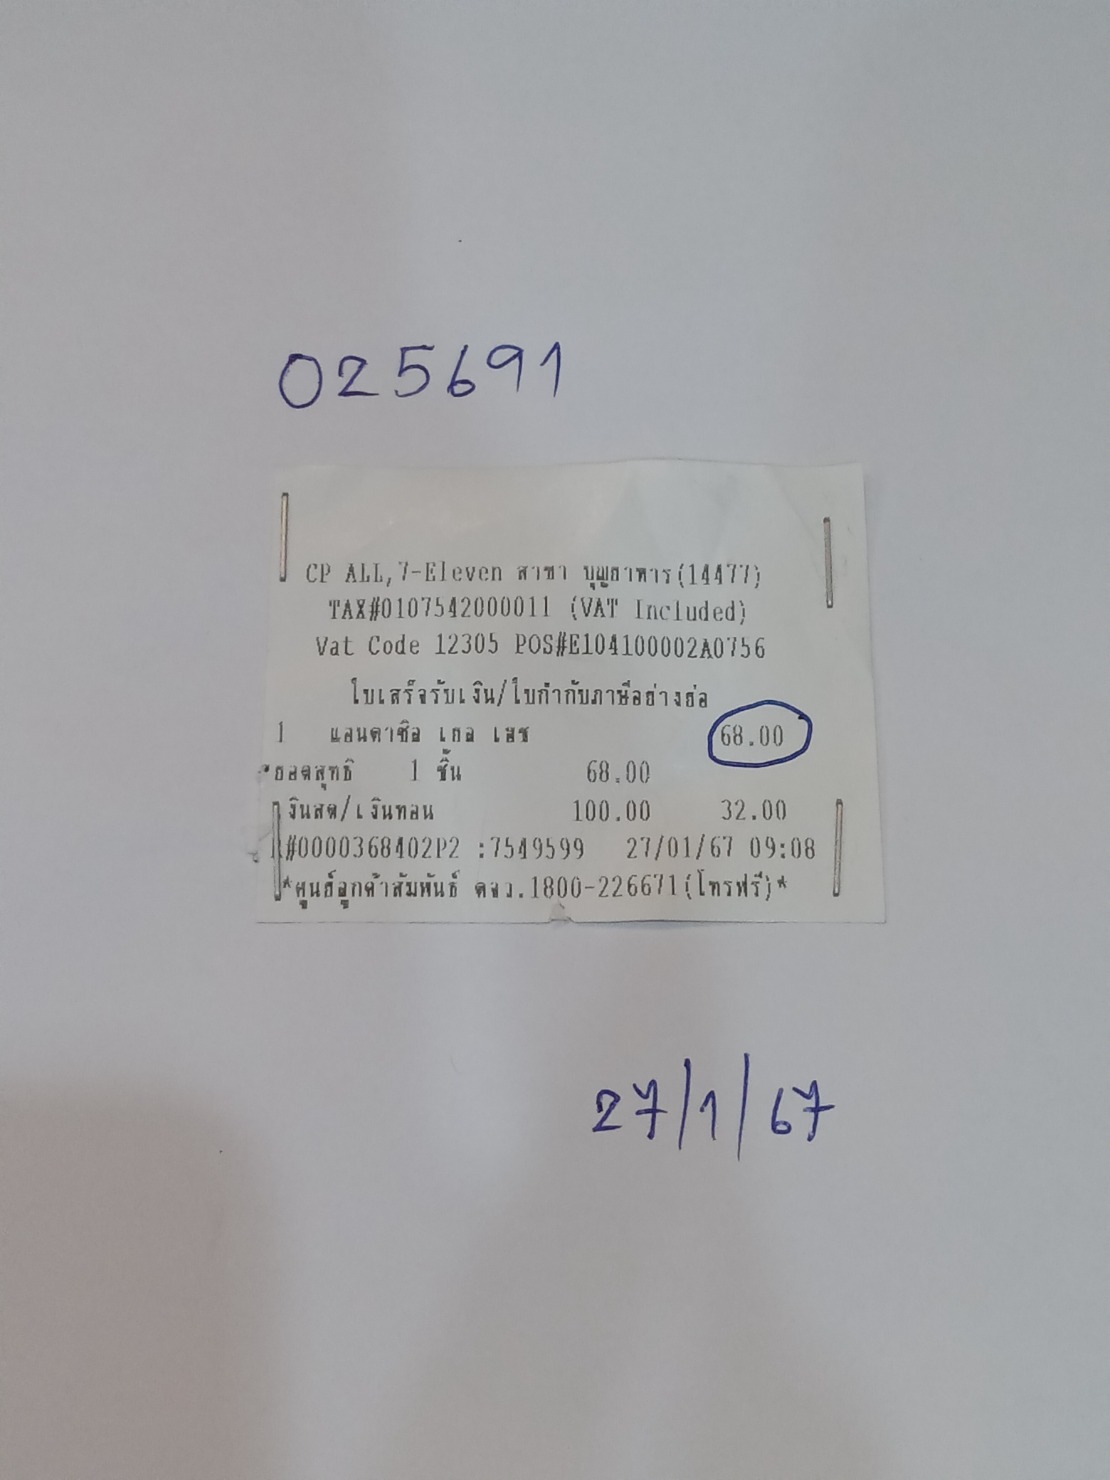 025691
CP ALL,7-Eleven สาขา บุญธาหาร(14477)
TAX#0107542000011 (VAT Included)
Vat Code 12305 POS#E104100002A0756
ใบเสร็จรับเงิน/ใบกำกับภาษีอย่างย่อ
1 แอนตาซิล เกล เอช 68.00
ยอดสุทธิ 1 ชิ้น 68.00
เงินสด/เงินทอน 100.00 32.00
R#0000368402P2 :7549599 27/01/67 09:08
*ศูนย์ลูกค้าสัมพันธ์ ตจว.1800-226671(โทรฟรี)*
27/1/67